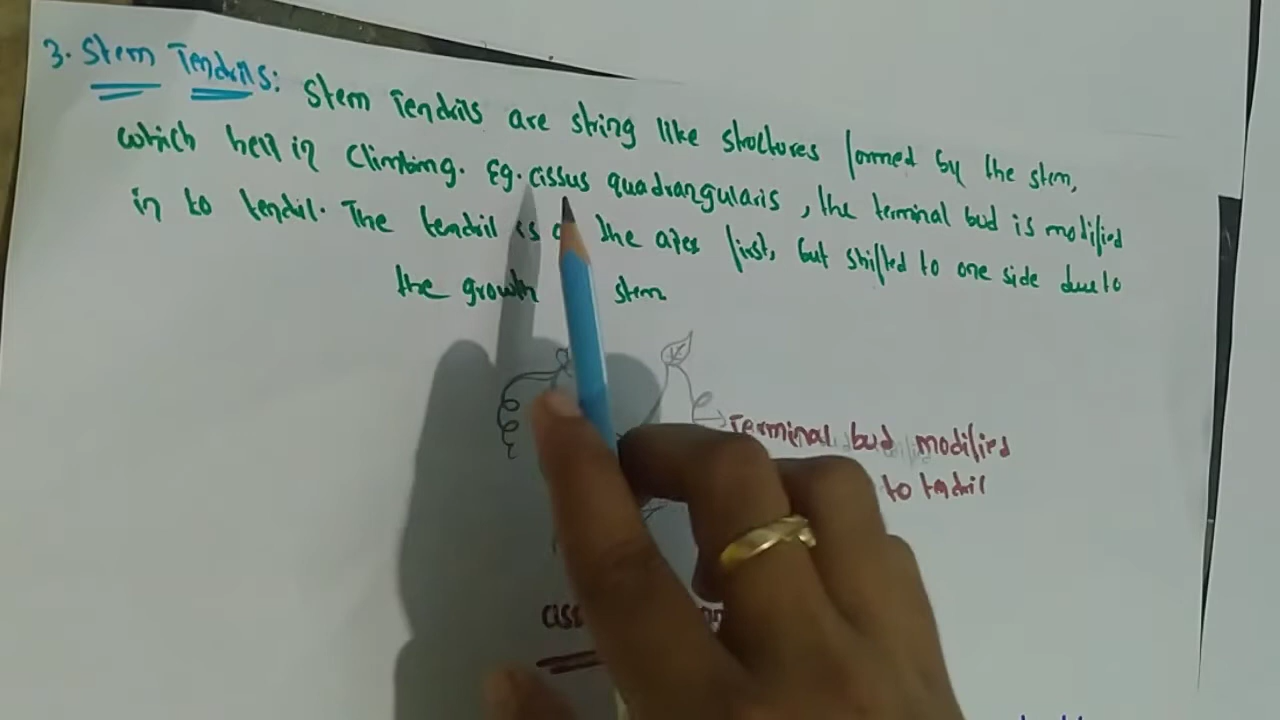 3. Stem Tendrils: Stem Tendrils are string like structures formed by the stem,
which help in Climbing. Eg. cissus quadrangularis, the terminal bud is modified
in to tendril. The tendril is the apex first, but shifted to one side due to
the growth stem
Terminal bud modified
to tendril